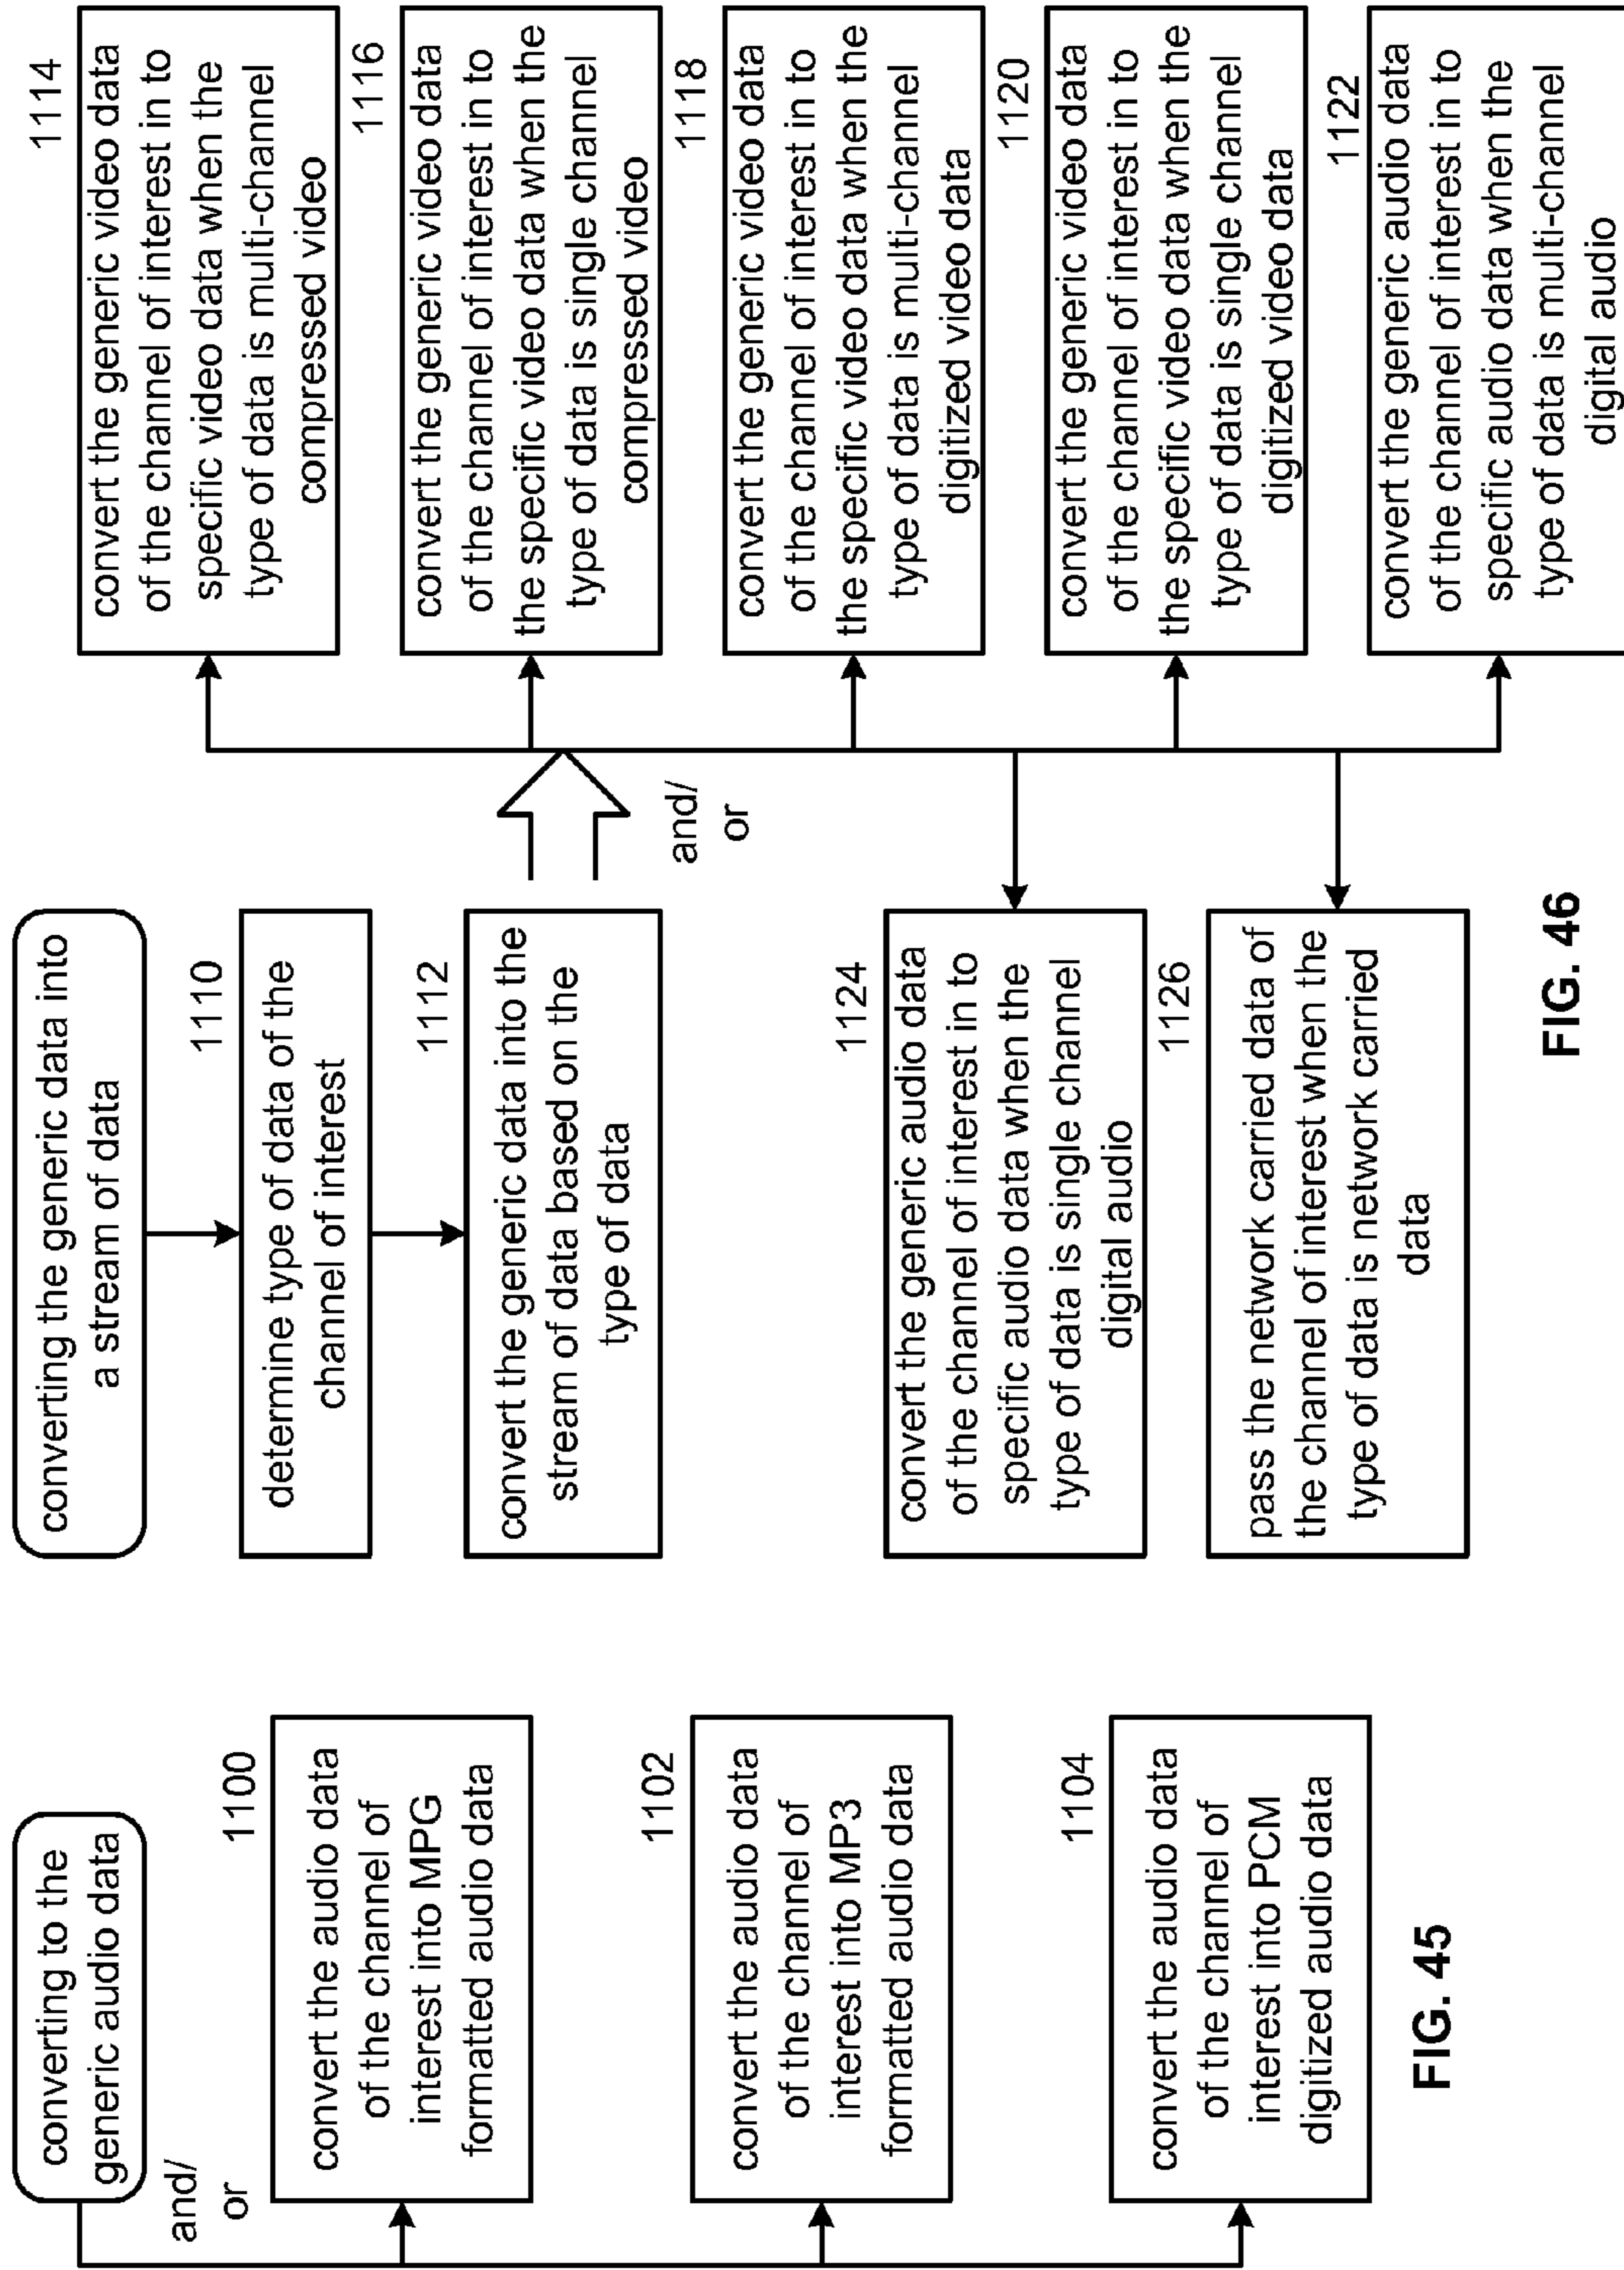 converting to the
generic audio data
and/
or
1100
convert the audio data
of the channel of
interest into MPG
formatted audio data
1102
convert the audio data
of the channel of
interest into MP3
formatted audio data
1104
convert the audio data
of the channel of
interest into PCM
digitized audio data
FIG. 45
converting the generic data into
a stream of data
1110
determine type of data of the
channel of interest
1112
convert the generic data into the
stream of data based on the
type of data
and/
or
1114
convert the generic video data
of the channel of interest in to
specific video data when the
type of data is multi-channel
compressed video
1116
convert the generic video data
of the channel of interest in to
the specific video data when the
type of data is single channel
compressed video
1118
convert the generic video data
of the channel of interest in to
the specific video data when the
type of data is multi-channel
digitized video data
1120
convert the generic video data
of the channel of interest in to
the specific video data when the
type of data is single channel
digitized video data
1122
convert the generic audio data
of the channel of interest in to
specific audio data when the
type of data is multi-channel
digital audio
1124
convert the generic audio data
of the channel of interest in to
specific audio data when the
type of data is single channel
digital audio
1126
pass the network carried data of
the channel of interest when the
type of data is network carried
data
FIG. 46